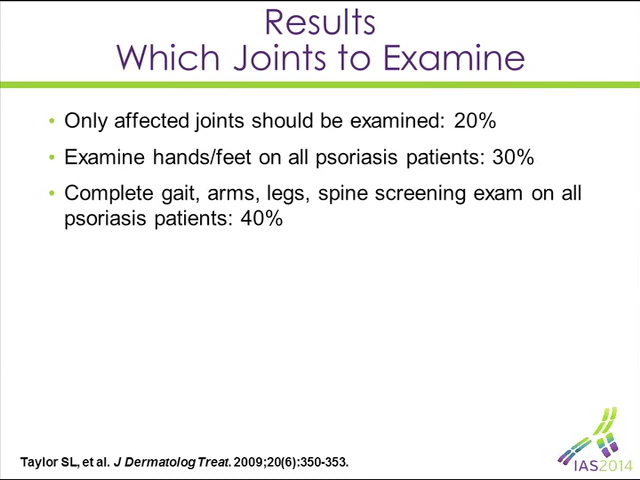 Results
Which Joints to Examine
• Only affected joints should be examined: 20%
• Examine hands/feet on all psoriasis patients: 30%
• Complete gait, arms, legs, spine screening exam on all
psoriasis patients: 40%
Taylor SL, et al. J Dermatolog Treat. 2009;20(6):350-353.
IAS2014